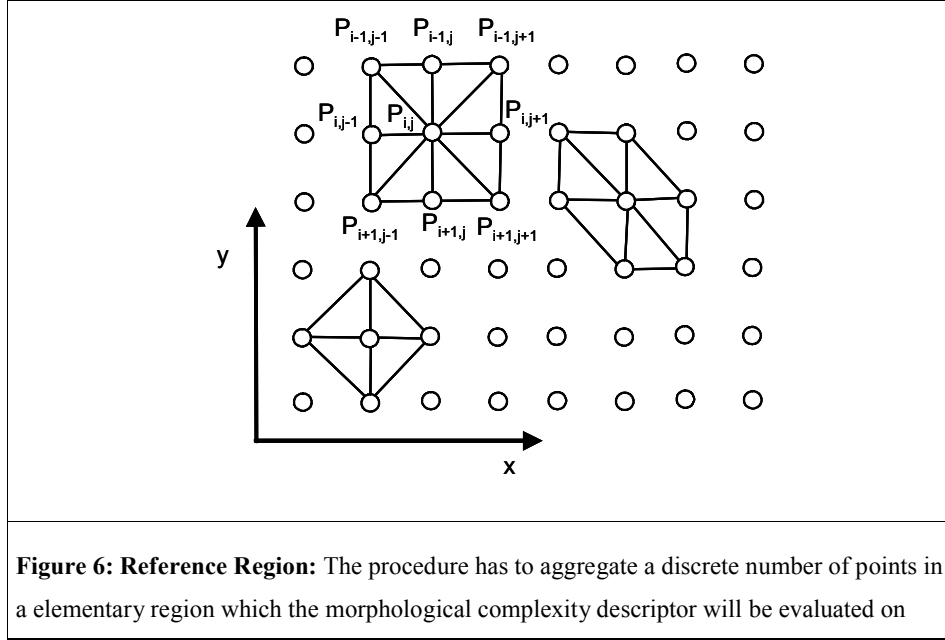 P_{i-1,j-1} P_{i-1,j} P_{i-1,j+1}
P_{i,j-1} P_{i,j} P_{i,j+1}
P_{i+1,j-1} P_{i+1,j} P_{i+1,j+1}
y
x
Figure 6: Reference Region: The procedure has to aggregate a discrete number of points in
a elementary region which the morphological complexity descriptor will be evaluated on